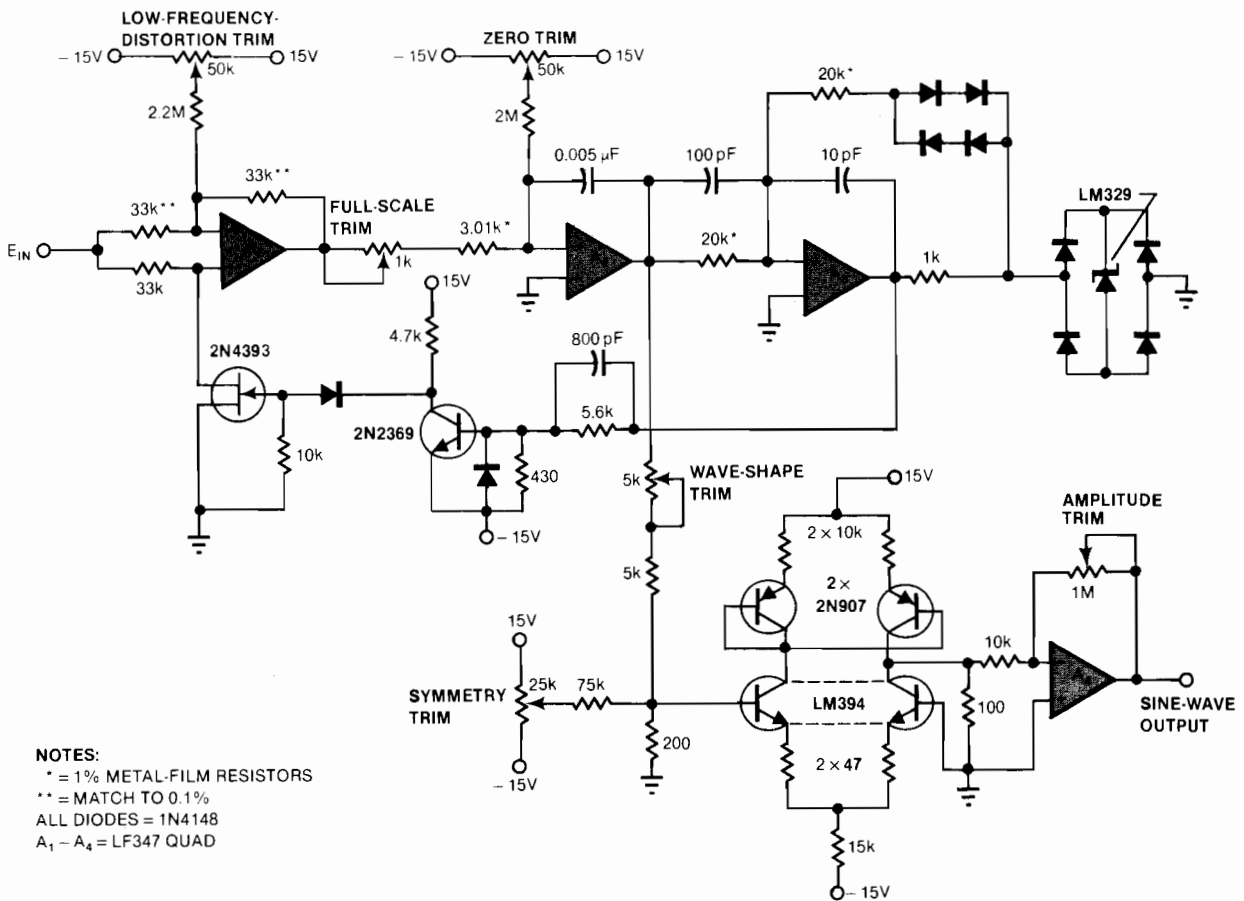 LOW-FREQUENCY-
DISTORTION TRIM
– 15V
15V
50k
ZERO TRIM
– 15V
15V
50k
2.2M
2M
20k*
0.005 µF
100 pF
10 pF
33k**
33k**
FULL-SCALE
TRIM
3.01k*
LM329
E_IN
1k
20k*
1k
33k
15V
4.7k
800 pF
2N4393
5.6k
2N2369
10k
430
5k
WAVE-SHAPE
TRIM
– 15V
15V
AMPLITUDE
TRIM
2 × 10k
5k
2 ×
2N907
1M
15V
10k
SYMMETRY
TRIM
25k
75k
LM394
100
SINE-WAVE
OUTPUT
200
2 × 47
– 15V
NOTES:
* = 1% METAL-FILM RESISTORS
** = MATCH TO 0.1%
ALL DIODES = 1N4148
A₁ – A₄ = LF347 QUAD
15k
– 15V